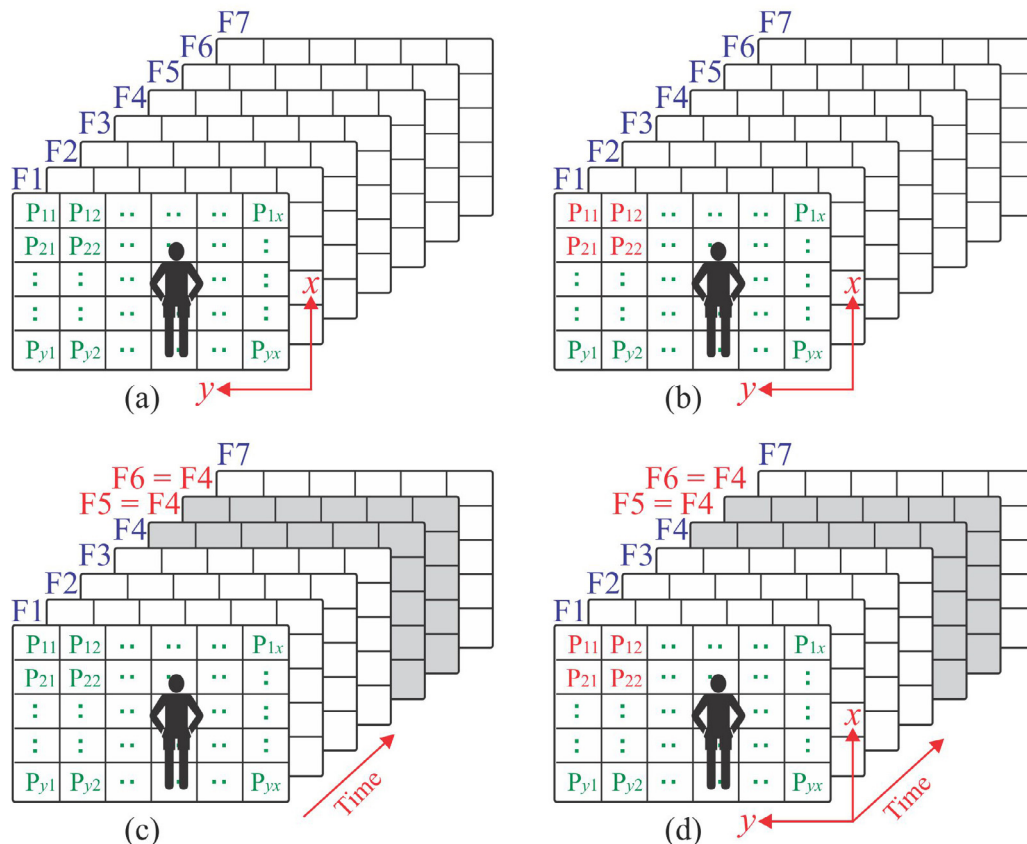 F7
F6
F5
F4
F3
F2
F1
P11 P12 .. .. .. P1x
P21 P22 .. .. .. :
: : .. .. :
: : .. .. :
Py1 Py2 .. .. .. Pyx
x
y
(a)
F7
F6
F5
F4
F3
F2
F1
P11 P12 .. .. .. P1x
P21 P22 .. .. .. :
: : .. .. :
: : .. .. :
Py1 Py2 .. .. .. Pyx
x
y
(b)
F7
F6 = F4
F5 = F4
F4
F3
F2
F1
P11 P12 .. .. .. P1x
P21 P22 .. .. .. :
: : .. .. :
: : .. .. :
Py1 Py2 .. .. .. Pyx
Time
(c)
F7
F6 = F4
F5 = F4
F4
F3
F2
F1
P11 P12 .. .. .. P1x
P21 P22 .. .. .. :
: : .. .. :
: : .. .. :
Py1 Py2 .. .. .. Pyx
x
y
Time
(d)